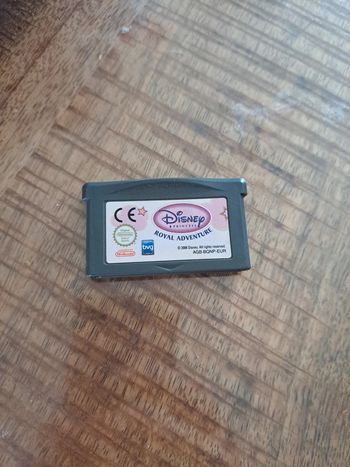 CE
Disney
PRINCESS
ROYAL ADVENTURE
© 2006 Disney. All rights reserved.
AGB-BQNP-EUR
Nintendo
bvg